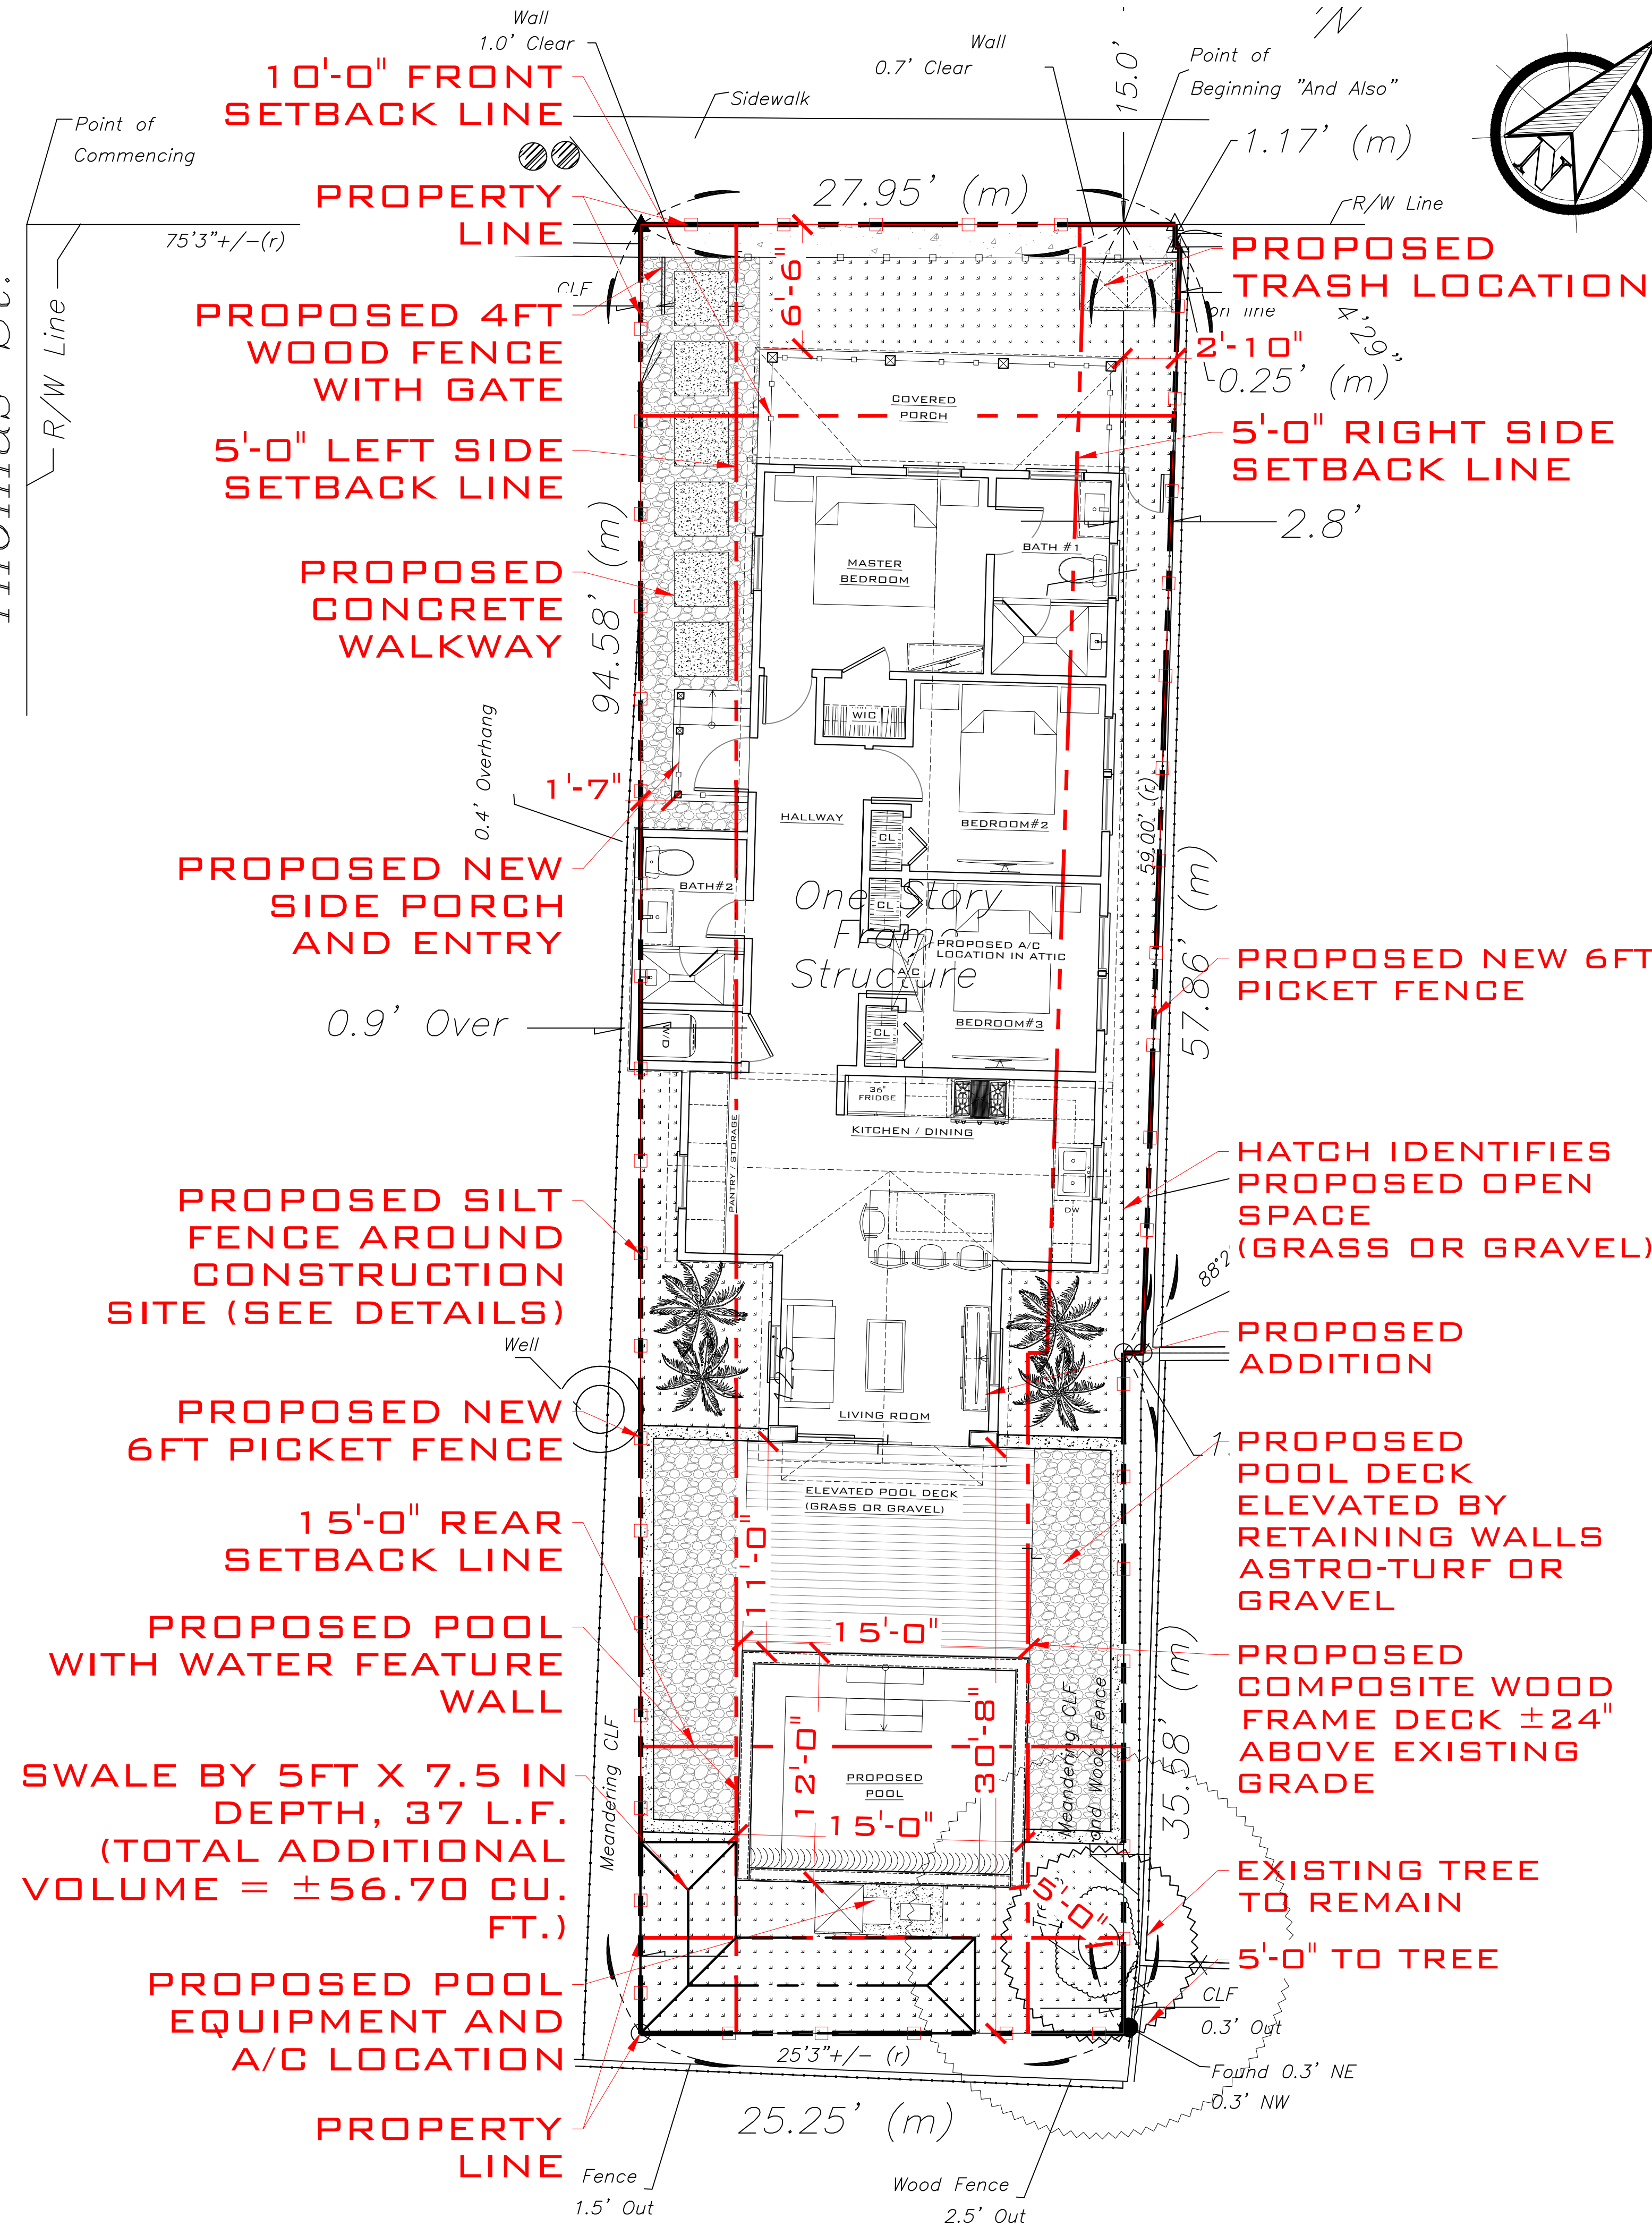 Wall
1.0' Clear
10'-0" FRONT
SETBACK LINE
Sidewalk
Wall
0.7' Clear
15.0'
Point of
Beginning "And Also"
N
Point of
Commencing
75'3"+/-(r)
R/W Line
PROPERTY
LINE
27.95' (m)
1.17' (m)
R/W Line
PROPOSED
TRASH LOCATION
on line
4'29"
2'-10"
0.25' (m)
6'-6"
CLF
PROPOSED 4FT
WOOD FENCE
WITH GATE
COVERED
PORCH
5'-0" LEFT SIDE
SETBACK LINE
5'-0" RIGHT SIDE
SETBACK LINE
2.8'
94.58' (m)
MASTER
BEDROOM
BATH #1
PROPOSED
CONCRETE
WALKWAY
WIC
0.4' Overhang
1'-7"
HALLWAY
BEDROOM#2
CL
59.00' (r)
57.86' (m)
PROPOSED NEW
SIDE PORCH
AND ENTRY
BATH#2
CL
One Story
Frame
Structure
PROPOSED A/C
LOCATION IN ATTIC
A/C
PROPOSED NEW 6FT
PICKET FENCE
0.9' Over
W/D
CL
BEDROOM#3
36"
FRIDGE
KITCHEN / DINING
PANTRY / STORAGE
DW
HATCH IDENTIFIES
PROPOSED OPEN
SPACE
(GRASS OR GRAVEL)
88°2
PROPOSED SILT
FENCE AROUND
CONSTRUCTION
SITE (SEE DETAILS)
Well
PROPOSED
ADDITION
LIVING ROOM
PROPOSED NEW
6FT PICKET FENCE
1.
PROPOSED
POOL DECK
ELEVATED BY
RETAINING WALLS
ASTRO-TURF OR
GRAVEL
ELEVATED POOL DECK
(GRASS OR GRAVEL)
11'-0"
15'-0" REAR
SETBACK LINE
15'-0"
PROPOSED POOL
WITH WATER FEATURE
WALL
PROPOSED
COMPOSITE WOOD
FRAME DECK ±24"
ABOVE EXISTING
GRADE
Meandering CLF
and Wood Fence
35.58' (m)
30'-8"
12'-0"
PROPOSED
POOL
15'-0"
Meandering CLF
SWALE BY 5FT X 7.5 IN
DEPTH, 37 L.F.
(TOTAL ADDITIONAL
VOLUME = ±56.70 CU.
FT.)
EXISTING TREE
TO REMAIN
Tree
5'-0"
5'-0" TO TREE
PROPOSED POOL
EQUIPMENT AND
A/C LOCATION
CLF
0.3' Out
25'3"+/- (r)
Found 0.3' NE
0.3' NW
25.25' (m)
PROPERTY
LINE
Fence
1.5' Out
Wood Fence
2.5' Out